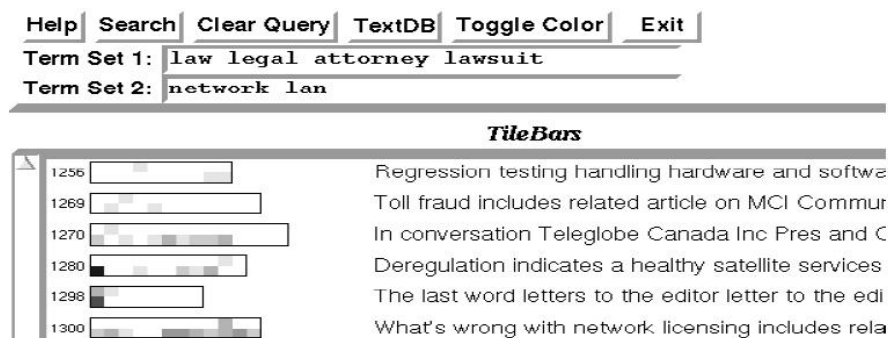 Help Search Clear Query TextDB Toggle Color Exit
Term Set 1: law legal attorney lawsuit
Term Set 2: network lan
TileBars
1256 Regression testing handling hardware and softwa
1269 Toll fraud includes related article on MCI Commun
1270 In conversation Teleglobe Canada Inc Pres and C
1280 Deregulation indicates a healthy satellite services
1298 The last word letters to the editor letter to the edi
1300 What's wrong with network licensing includes rela